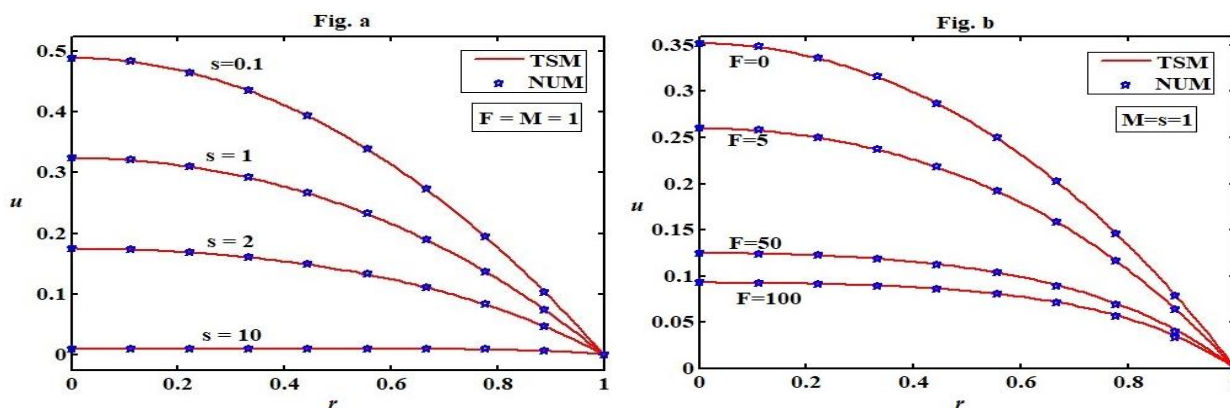 Fig. a
0.5
0.4
0.3
0.2
0.1
0
u
s=0.1
s = 1
s = 2
s = 10
TSM
NUM
F = M = 1
0 0.2 0.4 0.6 0.8 1
r
Fig. b
0.35
0.3
0.25
0.2
0.15
0.1
0.05
0
u
F=0
F=5
F=50
F=100
TSM
NUM
M=s=1
0 0.2 0.4 0.6 0.8
r